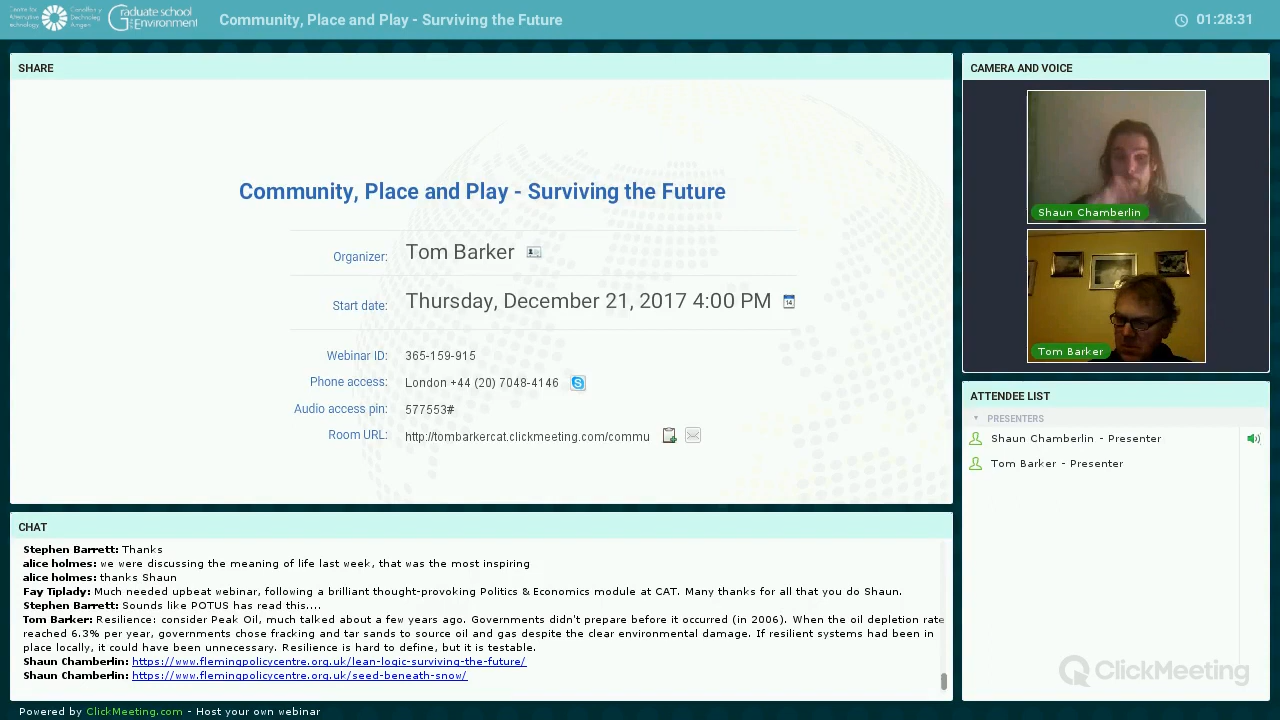 Centre for Alternative Technology
Graduate school of the Environment
Community, Place and Play - Surviving the Future
01:28:31
SHARE
Community, Place and Play - Surviving the Future
Organizer: Tom Barker
Start date: Thursday, December 21, 2017 4:00 PM
14
Webinar ID: 365-159-915
Phone access: London +44 (20) 7048-4146
Audio access pin: 577553#
Room URL: http://tombarkercat.clickmeeting.com/commu
CAMERA AND VOICE
Shaun Chamberlin
Tom Barker
ATTENDEE LIST
PRESENTERS
Shaun Chamberlin - Presenter
Tom Barker - Presenter
CHAT
Stephen Barrett: Thanks
alice holmes: we were discussing the meaning of life last week, that was the most inspiring
alice holmes: thanks Shaun
Fay Tiplady: Much needed upbeat webinar, following a brilliant thought-provoking Politics & Economics module at CAT. Many thanks for all that you do Shaun.
Stephen Barrett: Sounds like POTUS has read this....
Tom Barker: Resilience: consider Peak Oil, much talked about a few years ago. Governments didn't prepare before it occurred (in 2006). When the oil depletion rate
reached 6.3% per year, governments chose fracking and tar sands to source oil and gas despite the clear environmental damage. If resilient systems had been in
place locally, it could have been unnecessary. Resilience is hard to define, but it is testable.
Shaun Chamberlin: https://www.flemingpolicycentre.org.uk/lean-logic-surviving-the-future/
Shaun Chamberlin: https://www.flemingpolicycentre.org.uk/seed-beneath-snow/
ClickMeeting
Powered by ClickMeeting.com - Host your own webinar